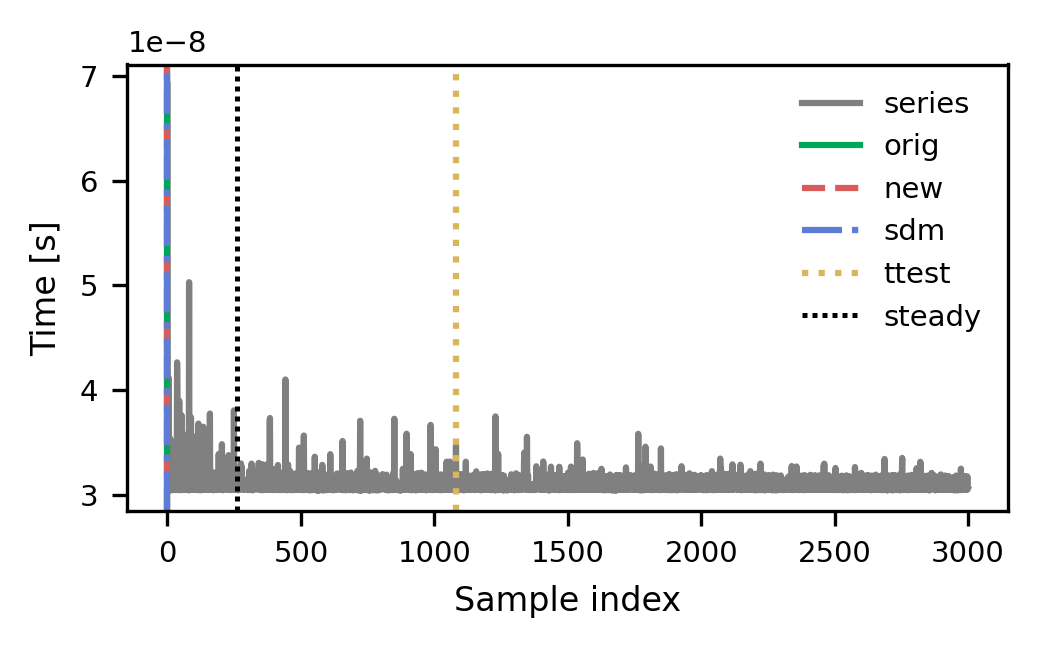 1e−8
7
6
5
4
3
Time [s]
series
orig
new
sdm
ttest
steady
0 500 1000 1500 2000 2500 3000
Sample index